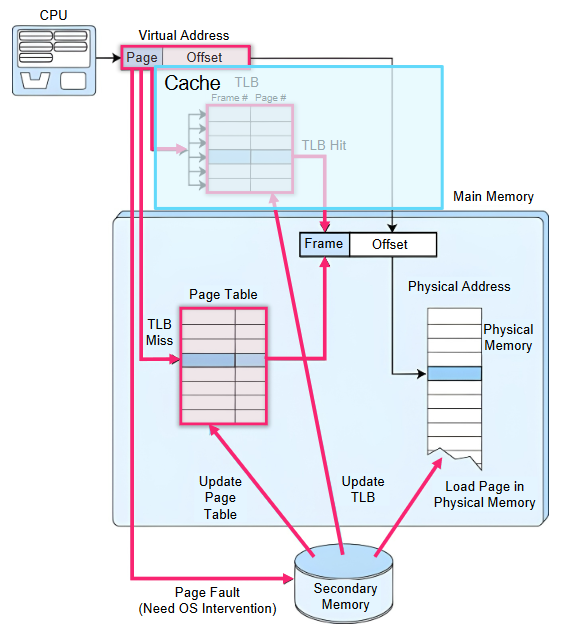 CPU
Virtual Address
Page
Offset
Cache
TLB
Frame # Page #
TLB Hit
Main Memory
Frame
Offset
Physical Address
Page Table
TLB
Miss
Physical
Memory
Update
Page
Table
Update
TLB
Load Page in
Physical Memory
Page Fault
(Need OS Intervention)
Secondary
Memory